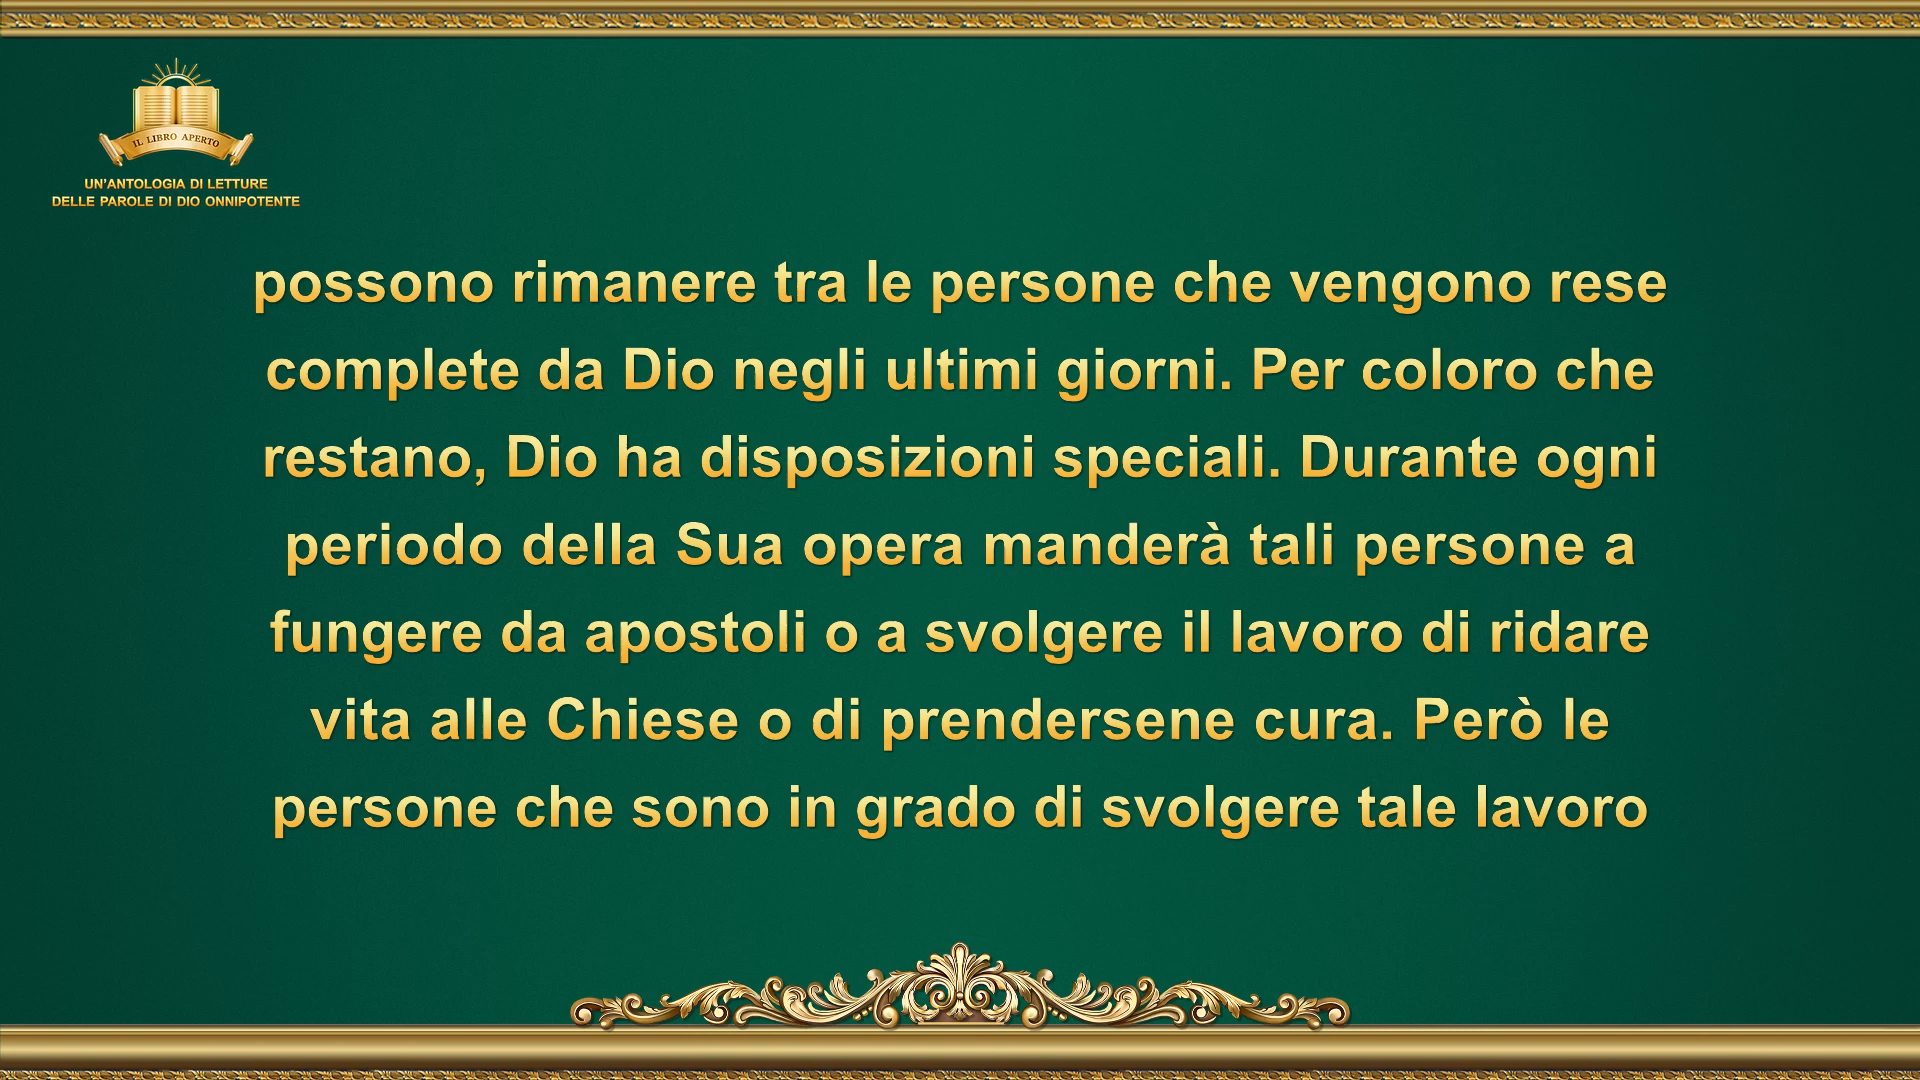 IL LIBRO APERTO
UN'ANTOLOGIA DI LETTURE
DELLE PAROLE DI DIO ONNIPOTENTE
possono rimanere tra le persone che vengono rese
complete da Dio negli ultimi giorni. Per coloro che
restano, Dio ha disposizioni speciali. Durante ogni
periodo della Sua opera manderà tali persone a
fungere da apostoli o a svolgere il lavoro di ridare
vita alle Chiese o di prendersene cura. Però le
persone che sono in grado di svolgere tale lavoro